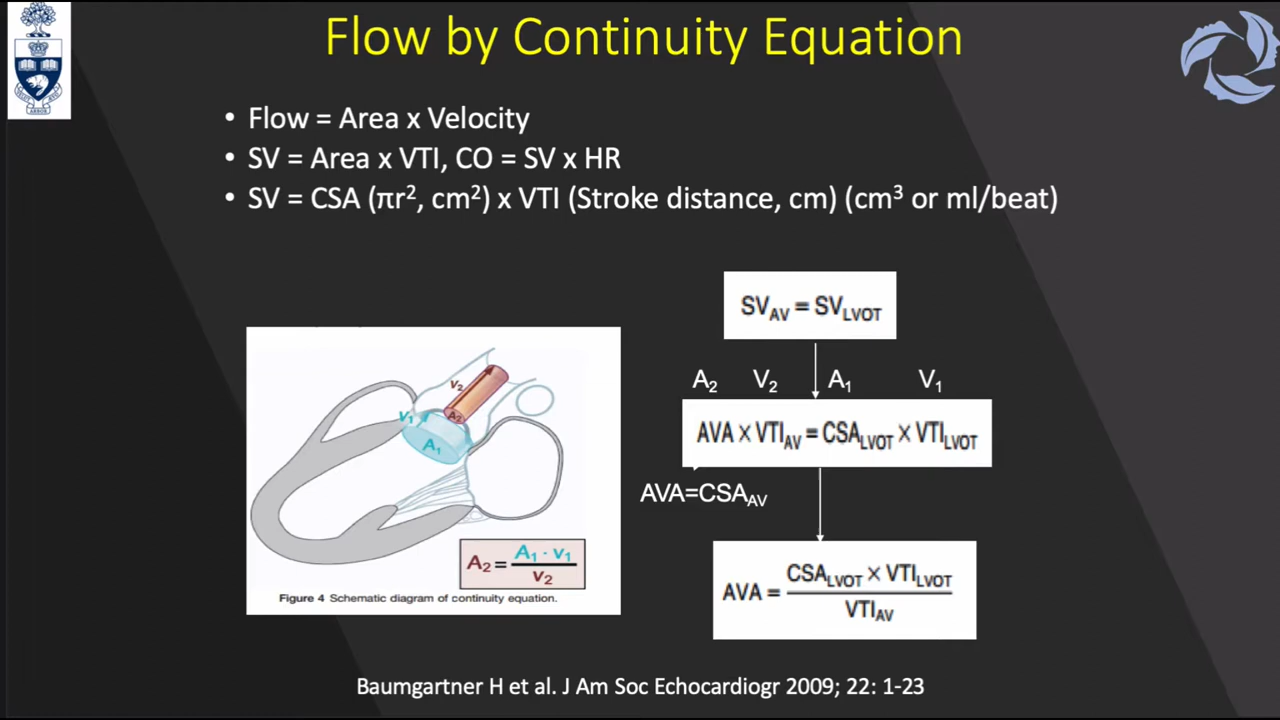 Flow by Continuity Equation
• Flow = Area x Velocity
• SV = Area x VTI, CO = SV x HR
• SV = CSA (πr², cm²) x VTI (Stroke distance, cm) (cm³ or ml/beat)
SV_AV = SV_LVOT
A₂ V₂ A₁ V₁
AVA × VTI_AV = CSA_LVOT × VTI_LVOT
AVA=CSA_AV
AVA = CSA_LVOT × VTI_LVOT / VTI_AV
V₂
V₁
A₂
A₁
A₂ = A₁ · v₁ / v₂
Figure 4 Schematic diagram of continuity equation.
Baumgartner H et al. J Am Soc Echocardiogr 2009; 22: 1-23